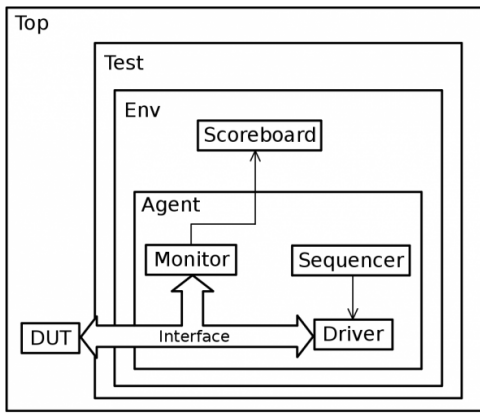 Top
Test
Env
Scoreboard
Agent
Monitor
Sequencer
DUT
Interface
Driver